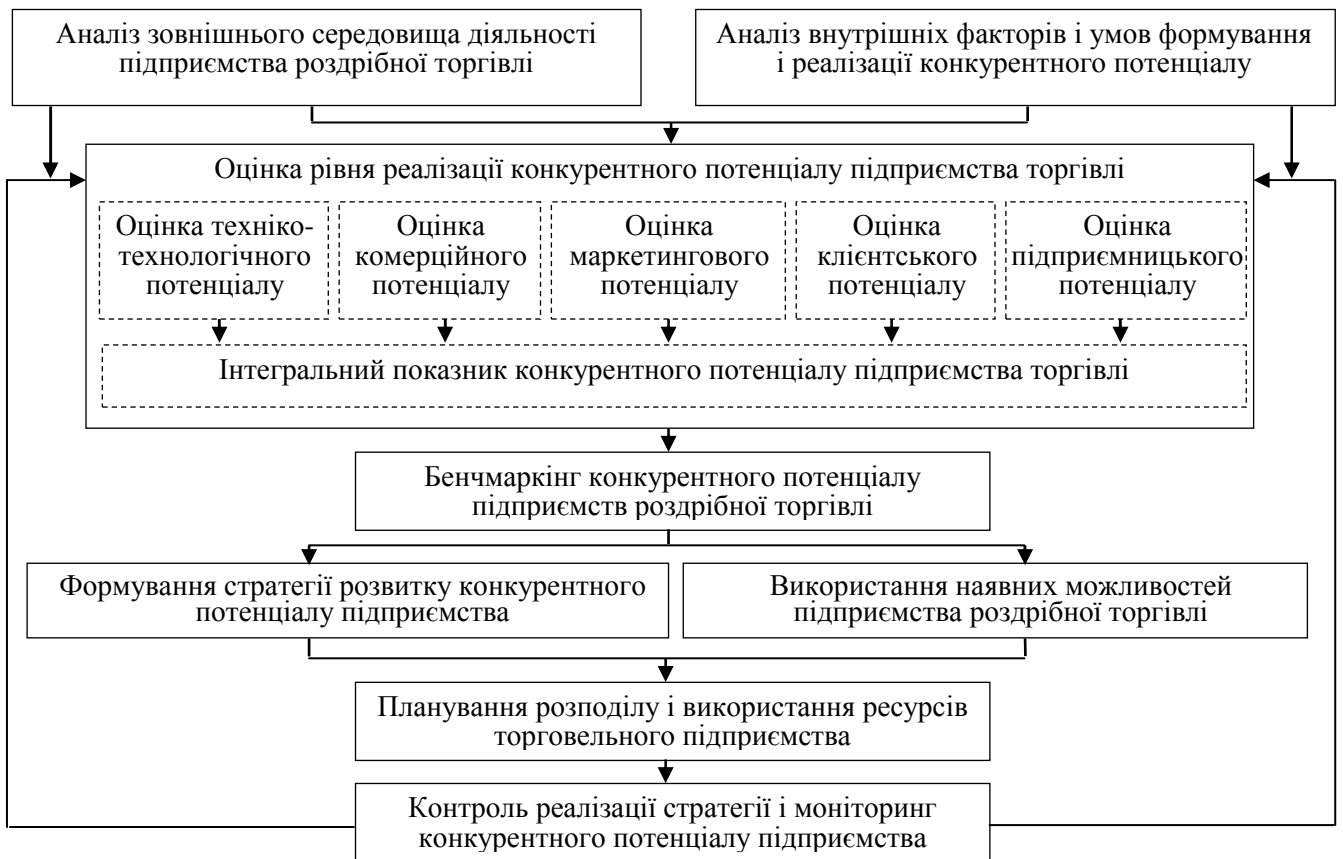 Аналіз зовнішнього середовища діяльності
підприємства роздрібної торгівлі
Аналіз внутрішніх факторів і умов формування
і реалізації конкурентного потенціалу
Оцінка рівня реалізації конкурентного потенціалу підприємства торгівлі
Оцінка техніко-
технологічного
потенціалу
Оцінка
комерційного
потенціалу
Оцінка
маркетингового
потенціалу
Оцінка
клієнтського
потенціалу
Оцінка
підприємницького
потенціалу
Інтегральний показник конкурентного потенціалу підприємства торгівлі
Бенчмаркінг конкурентного потенціалу
підприємств роздрібної торгівлі
Формування стратегії розвитку конкурентного
потенціалу підприємства
Використання наявних можливостей
підприємства роздрібної торгівлі
Планування розподілу і використання ресурсів
торговельного підприємства
Контроль реалізації стратегії і моніторинг
конкурентного потенціалу підприємства